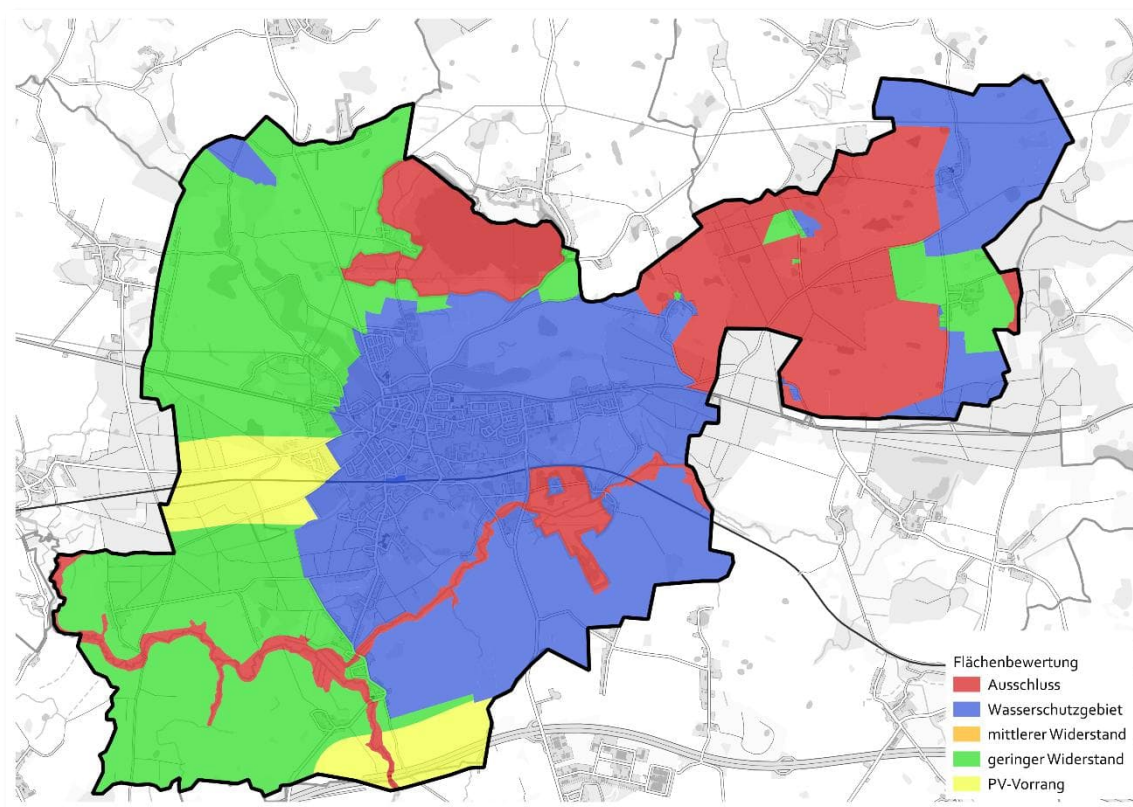 Flächenbewertung
Ausschluss
Wasserschutzgebiet
mittlerer Widerstand
geringer Widerstand
PV-Vorrang